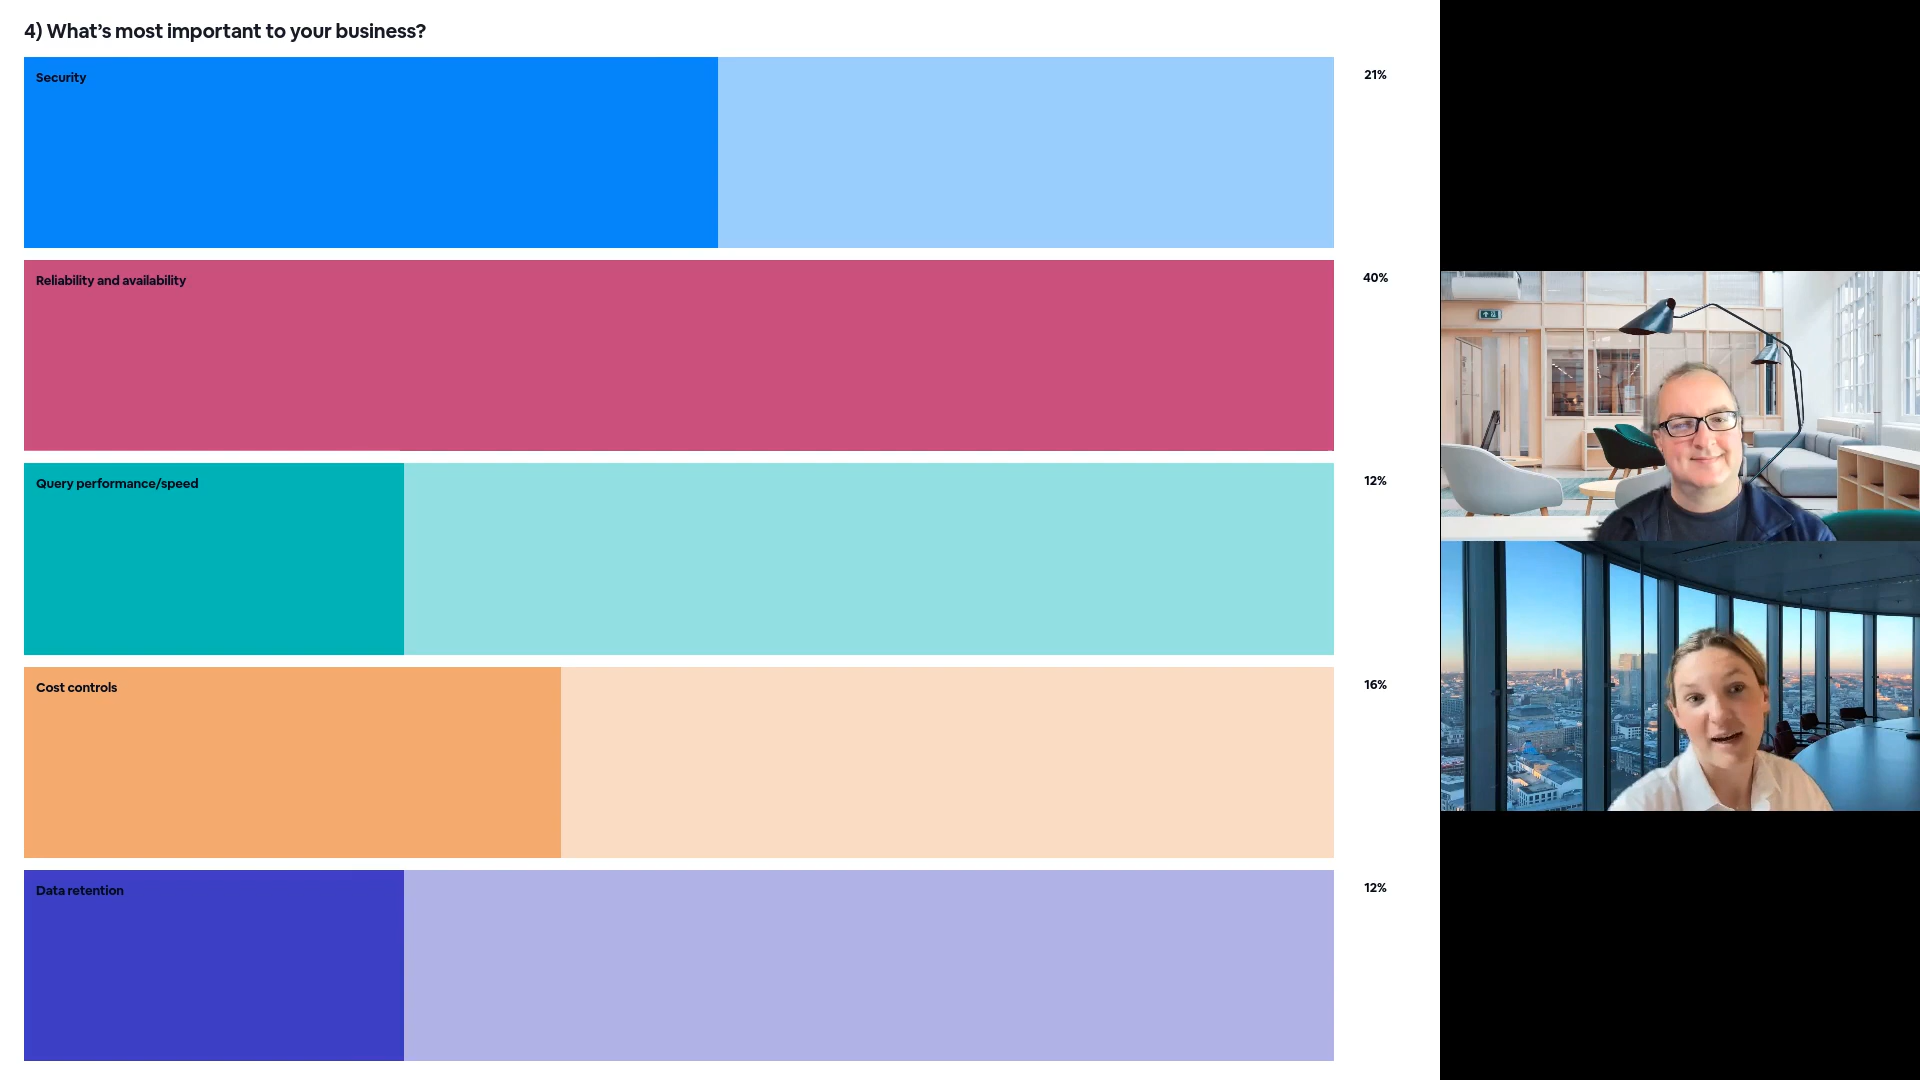 4) What’s most important to your business?
Security
21%
Reliability and availability
40%
Query performance/speed
12%
Cost controls
16%
Data retention
12%